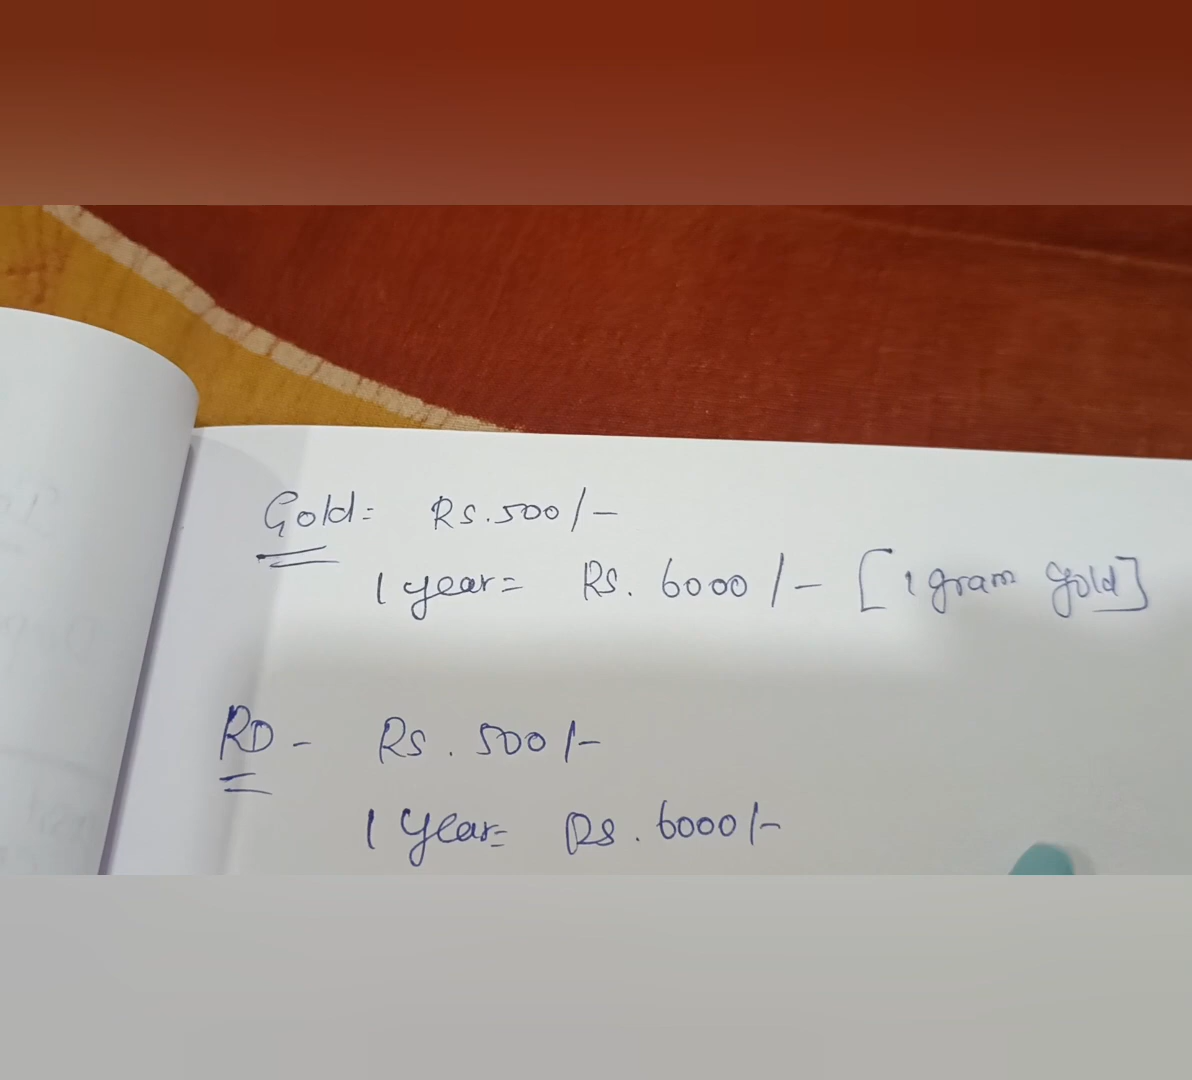 Gold = Rs.500/-
1 year = Rs. 6000/- [1 gram gold]
RD - Rs. 500/-
1 Year = Rs. 6000/-